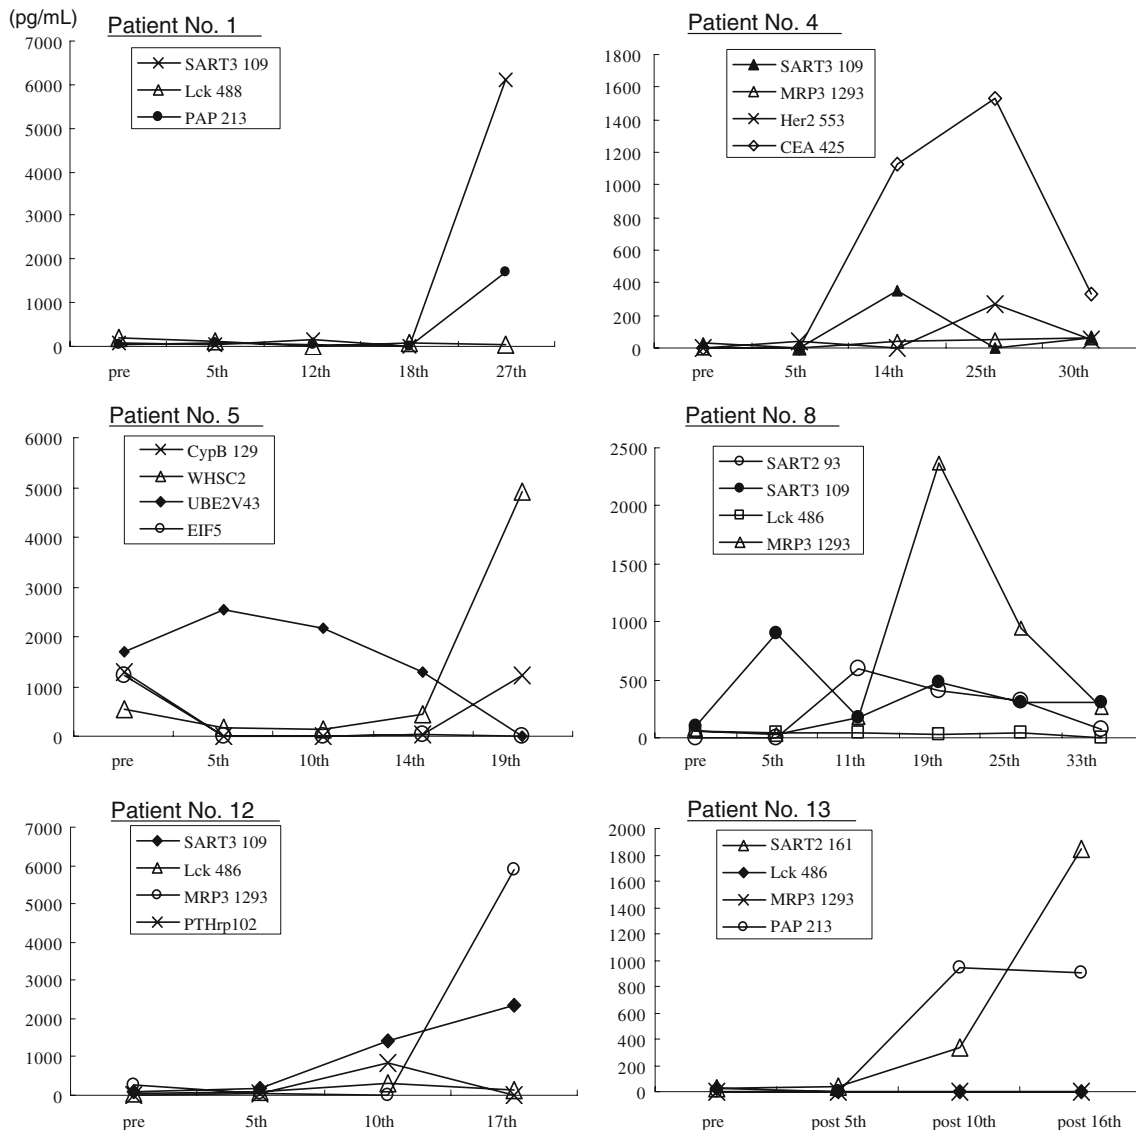 (pg/mL)
Patient No. 1
7000
6000
5000
4000
3000
2000
1000
0
SART3 109
Lck 488
PAP 213
pre 5th 12th 18th 27th
Patient No. 4
1800
1600
1400
1200
1000
800
600
400
200
0
SART3 109
MRP3 1293
Her2 553
CEA 425
pre 5th 14th 25th 30th
Patient No. 5
6000
5000
4000
3000
2000
1000
0
CypB 129
WHSC2
UBE2V43
EIF5
pre 5th 10th 14th 19th
Patient No. 8
2500
2000
1500
1000
500
0
SART2 93
SART3 109
Lck 486
MRP3 1293
pre 5th 11th 19th 25th 33th
Patient No. 12
7000
6000
5000
4000
3000
2000
1000
0
SART3 109
Lck 486
MRP3 1293
PTHrp102
pre 5th 10th 17th
Patient No. 13
2000
1800
1600
1400
1200
1000
800
600
400
200
0
SART2 161
Lck 486
MRP3 1293
PAP 213
pre post 5th post 10th post 16th